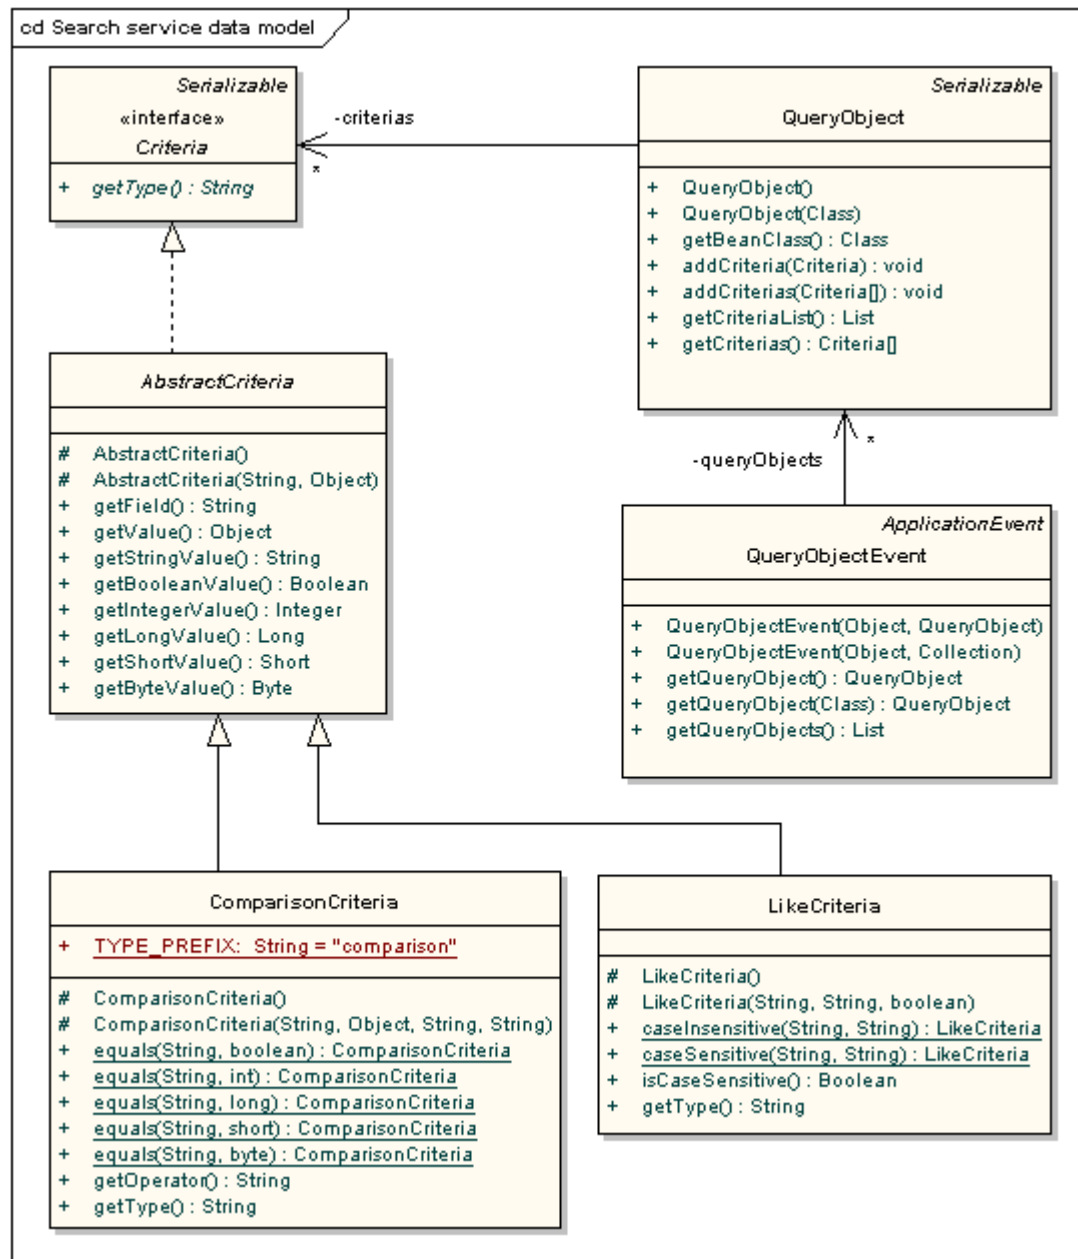 cd Search service data model
Serializable
«interface»
Criteria
+ getType() : String
-criterias
*
Serializable
QueryObject
+ QueryObject()
+ QueryObject(Class)
+ getBeanClass() : Class
+ addCriteria(Criteria) : void
+ addCriterias(Criteria[]) : void
+ getCriteriaList() : List
+ getCriterias() : Criteria[]
AbstractCriteria
# AbstractCriteria()
# AbstractCriteria(String, Object)
+ getField() : String
+ getValue() : Object
+ getStringValue() : String
+ getBooleanValue() : Boolean
+ getIntegerValue() : Integer
+ getLongValue() : Long
+ getShortValue() : Short
+ getByteValue() : Byte
*
-queryObjects
ApplicationEvent
QueryObjectEvent
+ QueryObjectEvent(Object, QueryObject)
+ QueryObjectEvent(Object, Collection)
+ getQueryObject() : QueryObject
+ getQueryObject(Class) : QueryObject
+ getQueryObjects() : List
ComparisonCriteria
+ TYPE_PREFIX: String = "comparison"
# ComparisonCriteria()
# ComparisonCriteria(String, Object, String, String)
+ equals(String, boolean) : ComparisonCriteria
+ equals(String, int) : ComparisonCriteria
+ equals(String, long) : ComparisonCriteria
+ equals(String, short) : ComparisonCriteria
+ equals(String, byte) : ComparisonCriteria
+ getOperator() : String
+ getType() : String
LikeCriteria
# LikeCriteria()
# LikeCriteria(String, String, boolean)
+ caseInsensitive(String, String) : LikeCriteria
+ caseSensitive(String, String) : LikeCriteria
+ isCaseSensitive() : Boolean
+ getType() : String